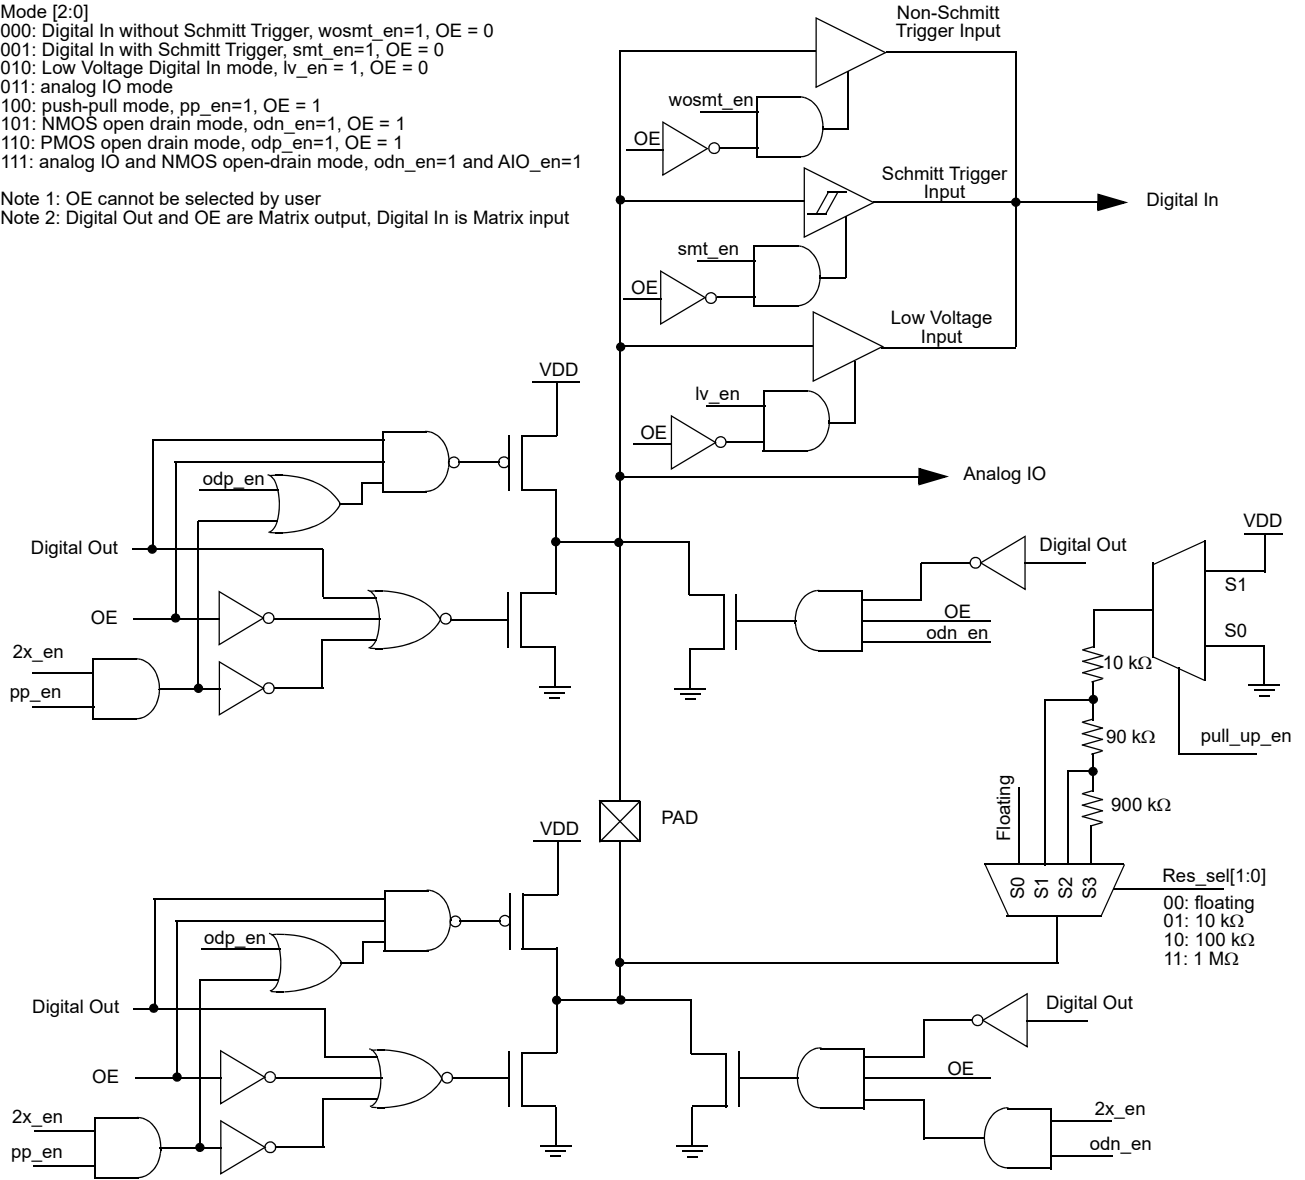 Mode [2:0]
000: Digital In without Schmitt Trigger, wosmt_en=1, OE = 0
001: Digital In with Schmitt Trigger, smt_en=1, OE = 0
010: Low Voltage Digital In mode, lv_en = 1, OE = 0
011: analog IO mode
100: push-pull mode, pp_en=1, OE = 1
101: NMOS open drain mode, odn_en=1, OE = 1
110: PMOS open drain mode, odp_en=1, OE = 1
111: analog IO and NMOS open-drain mode, odn_en=1 and AIO_en=1
Note 1: OE cannot be selected by user
Note 2: Digital Out and OE are Matrix output, Digital In is Matrix input
Non-Schmitt
Trigger Input
wosmt_en
OE
Schmitt Trigger
Input
Digital In
smt_en
OE
Low Voltage
Input
lv_en
OE
Analog IO
VDD
odp_en
Digital Out
OE
2x_en
pp_en
Digital Out
OE
odn_en
VDD
S1
S0
pull_up_en
10 kΩ
90 kΩ
900 kΩ
Floating
S0
S1
S2
S3
Res_sel[1:0]
00: floating
01: 10 kΩ
10: 100 kΩ
11: 1 MΩ
PAD
VDD
odp_en
Digital Out
OE
2x_en
pp_en
Digital Out
OE
2x_en
odn_en